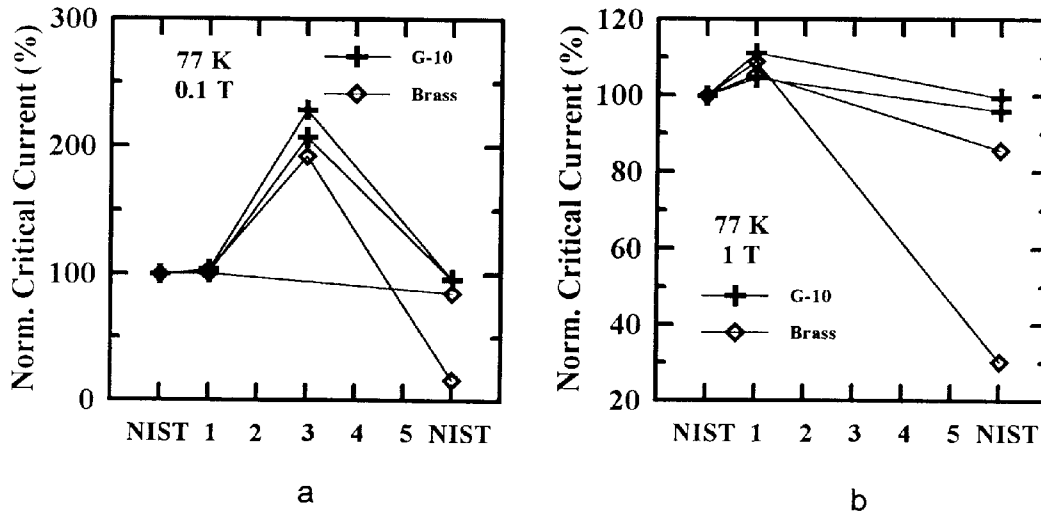 Norm. Critical Current (%)
300
200
100
0
77 K
0.1 T
G-10
Brass
NIST 1 2 3 4 5 NIST
a
Norm. Critical Current (%)
120
100
80
60
40
20
77 K
1 T
G-10
Brass
NIST 1 2 3 4 5 NIST
b